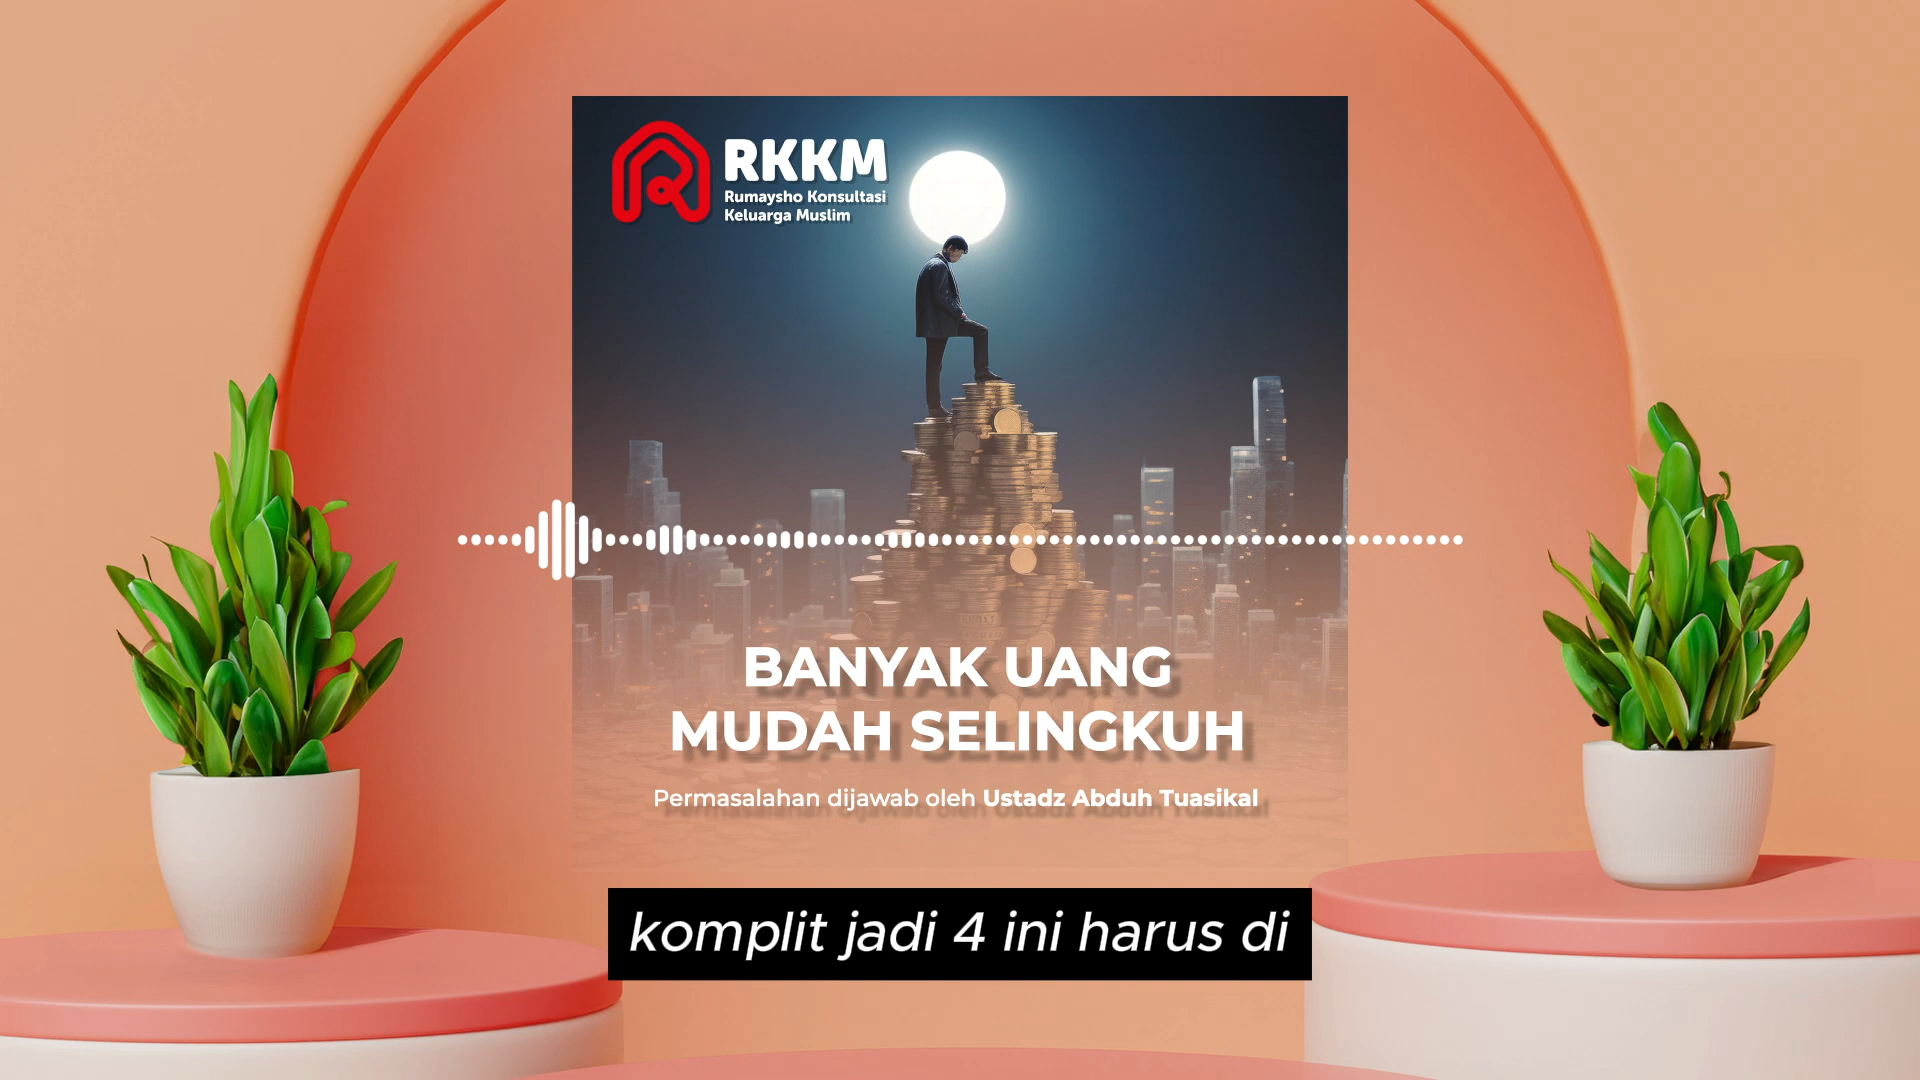 RKKM
Rumaysho Konsultasi
Keluarga Muslim
BANYAK UANG
MUDAH SELINGKUH
Permasalahan dijawab oleh Ustadz Abduh Tuasikal
komplit jadi 4 ini harus di